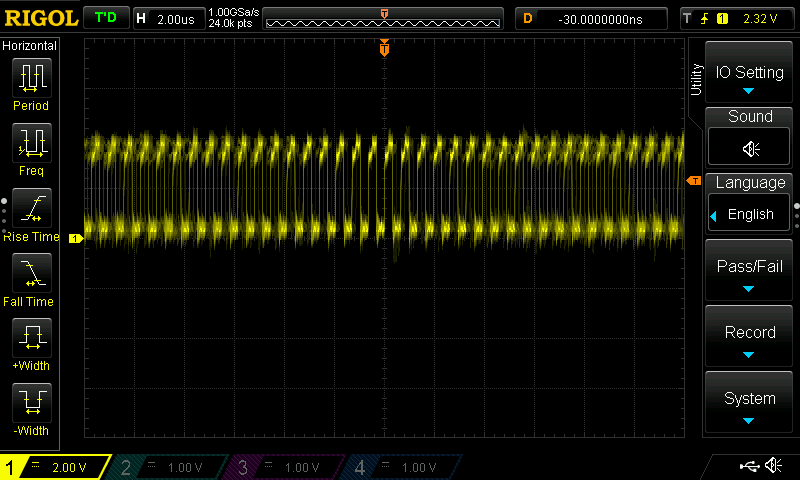 RIGOL T'D H 2.00us 1.00GSa/s 24.0k pts T D -30.0000000ns T 1 2.32 V
Horizontal
Period
Freq
Rise Time
Fall Time
+Width
-Width
T
T
1
Utility
IO Setting
Sound
Language
English
Pass/Fail
Record
System
1 2.00 V 2 1.00 V 3 1.00 V 4 1.00 V